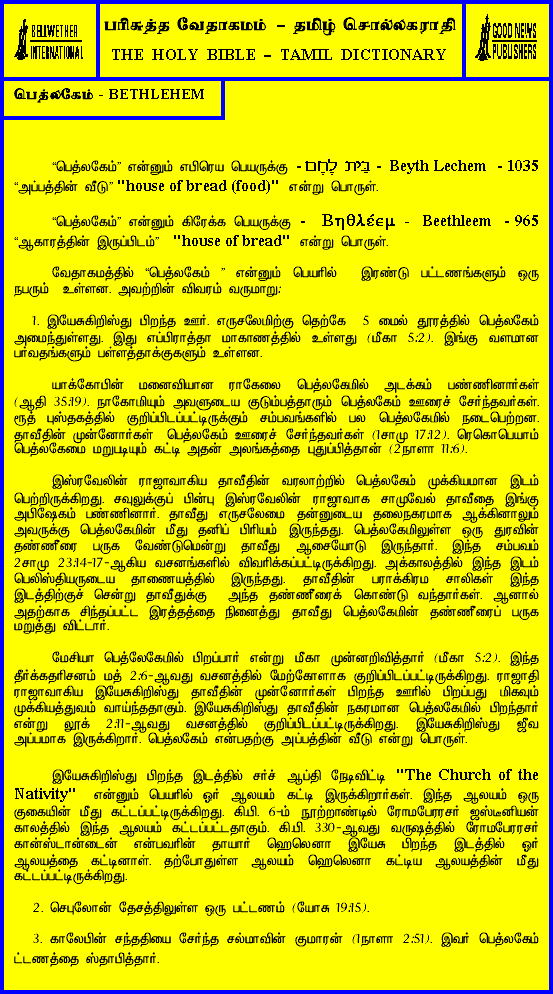 BELLWETHER
INTERNATIONAL
பரிசுத்த வேதாகமம் – தமிழ் சொல்லகராதி
THE HOLY BIBLE – TAMIL DICTIONARY
GOOD NEWS
PUBLISHERS
பெத்லகேம் - BETHLEHEM
“பெத்லகேம்” என்னும் எபிரெய பெயருக்கு - בֵּית לֶחֶם - Beyth Lechem - 1035
“அப்பத்தின் வீடு” "house of bread (food)" என்று பொருள்.
“பெத்லகேம்” என்னும் கிரேக்க பெயருக்கு - Βηθλέεμ - Beethleem - 965
“ஆகாரத்தின் இருப்பிடம்” "house of bread" என்று பொருள்.
வேதாகமத்தில் “பெத்லகேம் ” என்னும் பெயரில் இரண்டு பட்டணங்களும் ஒரு
நபரும் உள்ளன. அவற்றின் விவரம் வருமாறு;
1. இயேசுகிறிஸ்து பிறந்த ஊர். எருசலேமிற்கு தெற்கே 5 மைல் தூரத்தில் பெத்லகேம்
அமைந்துள்ளது. இது எப்பிராத்தா மாகாணத்தில் உள்ளது (மீகா 5:2). இங்கு வளமான
பர்வதங்களும் பள்ளத்தாக்குகளும் உள்ளன.
யாக்கோபின் மனைவியான ராகேலை பெத்லகேமில் அடக்கம் பண்ணினார்கள்
(ஆதி 35:19). நாகோமியும் அவளுடைய குடும்பத்தாரும் பெத்லகேம் ஊரைச் சேர்ந்தவர்கள்.
ரூத் புஸ்தகத்தில் குறிப்பிடப்பட்டிருக்கும் சம்பவங்களில் பல பெத்லகேமில் நடைபெற்றன.
தாவீதின் முன்னோர்கள் பெத்லகேம் ஊரைச் சேர்ந்தவர்கள் (1சாமு 17:12). ரெகொபெயாம்
பெத்லகேமை மறுபடியும் கட்டி அதன் அலங்கத்தை புதுப்பித்தான் (2நாளா 11:6).
இஸ்ரவேலின் ராஜாவாகிய தாவீதின் வரலாற்றில் பெத்லகேம் முக்கியமான இடம்
பெற்றிருக்கிறது. சவுலுக்குப் பின்பு இஸ்ரவேலின் ராஜாவாக சாமுவேல் தாவீதை இங்கு
அபிஷேகம் பண்ணினார். தாவீது எருசலேமை தன்னுடைய தலைநகரமாக ஆக்கினாலும்
அவருக்கு பெத்லகேமின் மீது தனிப் பிரியம் இருந்தது. பெத்லகேமிலுள்ள ஒரு துரவின்
தண்ணீரை பருக வேண்டுமென்று தாவீது ஆசையோடு இருந்தார். இந்த சம்பவம்
2சாமு 23:14-17-ஆகிய வசனங்களில் விவரிக்கப்பட்டிருக்கிறது. அக்காலத்தில் இந்த இடம்
பெலிஸ்தியருடைய தாணையத்தில் இருந்தது. தாவீதின் பராக்கிரம சாலிகள் இந்த
இடத்திற்குச் சென்று தாவீதுக்கு அந்த தண்ணீரைக் கொண்டு வந்தார்கள். ஆனால்
அதற்காக சிந்தப்பட்ட இரத்தத்தை நினைத்து தாவீது பெத்லகேமின் தண்ணீரைப் பருக
மறுத்து விட்டார்.
மேசியா பெத்லேகேமில் பிறப்பார் என்று மீகா முன்னறிவித்தார் (மீகா 5:2). இந்த
தீர்க்கதரிசனம் மத் 2:6-ஆவது வசனத்தில் மேற்கோளாக குறிப்பிடப்பட்டிருக்கிறது. ராஜாதி
ராஜாவாகிய இயேசுகிறிஸ்து தாவீதின் முன்னோர்கள் பிறந்த ஊரில் பிறப்பது மிகவும்
முக்கியத்துவம் வாய்ந்ததாகும். இயேசுகிறிஸ்து தாவீதின் நகரமான பெத்லகேமில் பிறந்தார்
என்று லூக் 2:11-ஆவது வசனத்தில் குறிப்பிடப்பட்டிருக்கிறது. இயேசுகிறிஸ்து ஜீவ
அப்பமாக இருக்கிறார். பெத்லகேம் என்பதற்கு அப்பத்தின் வீடு என்று பொருள்.
இயேசுகிறிஸ்து பிறந்த இடத்தில் சர்ச் ஆப்தி நேடிவிட்டி "The Church of the
Nativity" என்னும் பெயரில் ஓர் ஆலயம் கட்டி இருக்கிறார்கள். இந்த ஆலயம் ஒரு
குகையின் மீது கட்டப்பட்டிருக்கிறது. கி.பி. 6-ம் நூற்றாண்டில் ரோமபேரரசர் ஜஸ்டீனியன்
காலத்தில் இந்த ஆலயம் கட்டப்பட்டதாகும். கி.பி. 330-ஆவது வருஷத்தில் ரோமபேரரசர்
கான்ஸ்டான்டைன் என்பவரின் தாயார் ஹெலெனா இயேசு பிறந்த இடத்தில் ஓர்
ஆலயத்தை கட்டினாள். தற்போதுள்ள ஆலயம் ஹெலெனா கட்டிய ஆலயத்தின் மீது
கட்டப்பட்டிருக்கிறது.
2. செபுலோன் தேசத்திலுள்ள ஒரு பட்டணம் (யோசு 19:15).
3. காலேபின் சந்ததியை சேர்ந்த சல்மாவின் குமாரன் (1நாளா 2:51). இவர் பெத்லகேம்
ட்டணத்தை ஸ்தாபித்தார்.